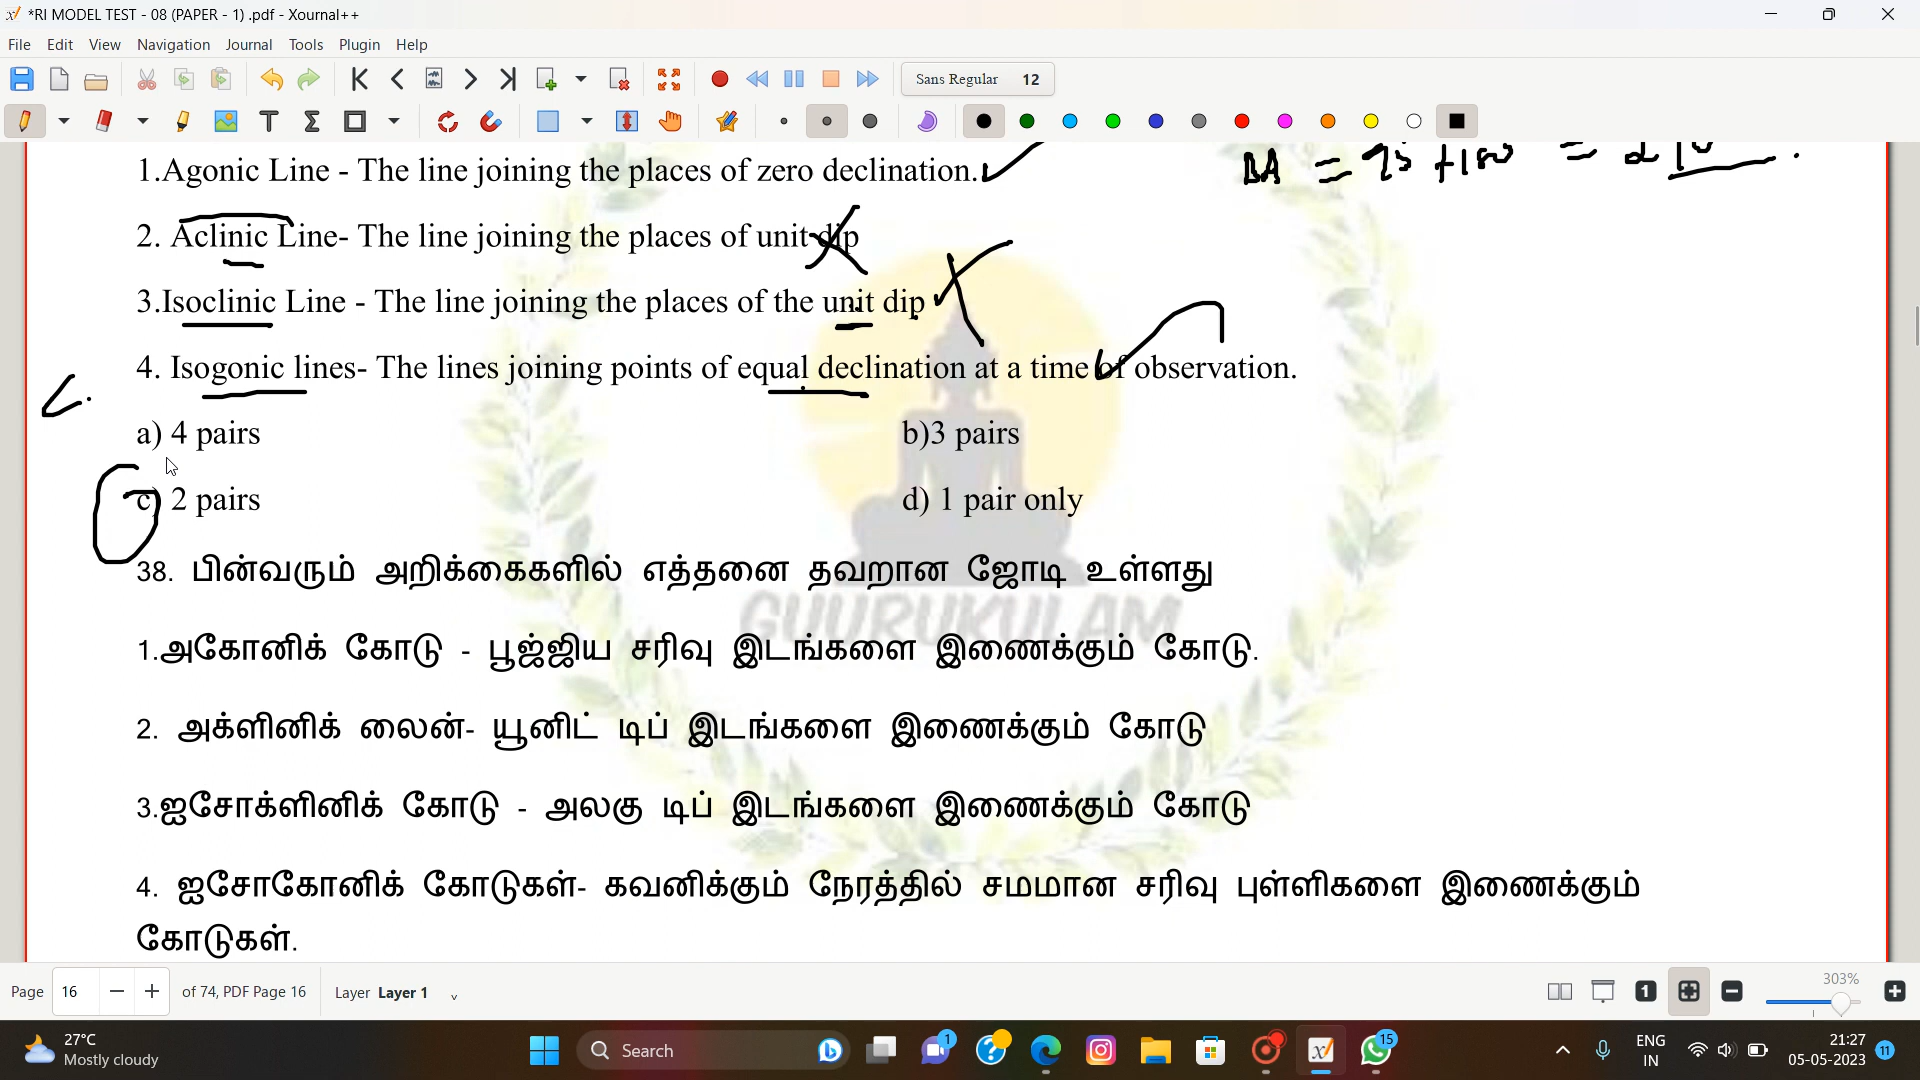 *RI MODEL TEST - 08 (PAPER - 1) .pdf - Xournal++
File Edit View Navigation Journal Tools Plugin Help
Sans Regular 12
1.Agonic Line - The line joining the places of zero declination.
2. Aclinic Line- The line joining the places of unit dip
3.Isoclinic Line - The line joining the places of the unit dip
4. Isogonic lines- The lines joining points of equal declination at a time of observation.
a) 4 pairs b)3 pairs
c) 2 pairs d) 1 pair only
38. பின்வரும் அறிக்கைகளில் எத்தனை தவறான ஜோடி உள்ளது
GUURUKULAM
1.அகோனிக் கோடு - பூஜ்ஜிய சரிவு இடங்களை இணைக்கும் கோடு.
2. அக்ளினிக் லைன்- யூனிட் டிப் இடங்களை இணைக்கும் கோடு
3.ஐசோக்ளினிக் கோடு - அலகு டிப் இடங்களை இணைக்கும் கோடு
4. ஐசோகோனிக் கோடுகள்- கவனிக்கும் நேரத்தில் சமமான சரிவு புள்ளிகளை இணைக்கும்
கோடுகள்.
Page 16 of 74, PDF Page 16 Layer Layer 1 303%
27°C
Mostly cloudy
Search
1
15
ENG
IN
21:27
05-05-2023
11